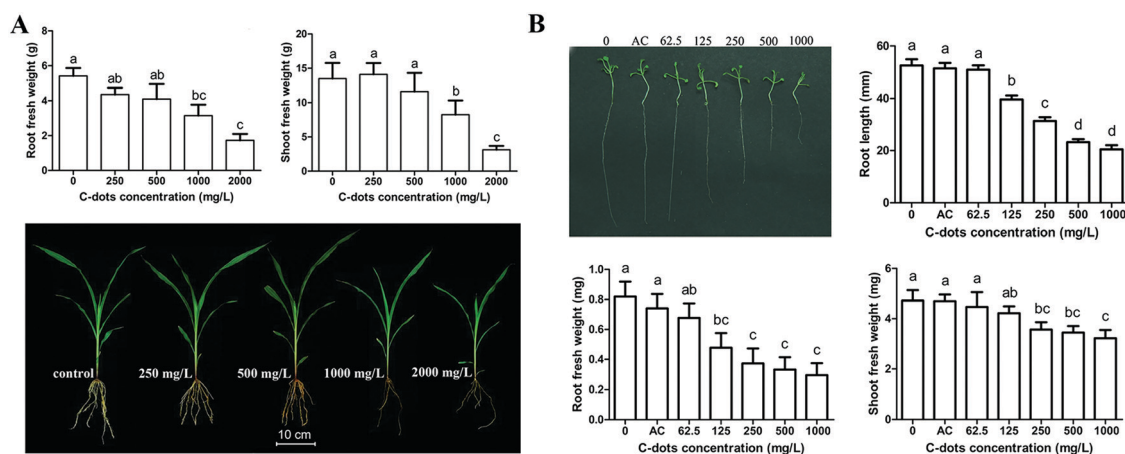 A
Root fresh weight (g)
8
6
4
2
0
a
ab
ab
bc
c
0 250 500 1000 2000
C-dots concentration (mg/L)
Shoot fresh weight (g)
20
15
10
5
0
a
a
a
b
c
0 250 500 1000 2000
C-dots concentration (mg/L)
control 250 mg/L 500 mg/L 1000 mg/L 2000 mg/L
10 cm
B
0 AC 62.5 125 250 500 1000
Root length (mm)
60
40
20
0
a
a
a
b
c
d
d
0 AC 62.5 125 250 500 1000
C-dots concentration (mg/L)
Root fresh weight (mg)
1.0
0.8
0.6
0.4
0.2
0.0
a
a
ab
bc
c
c
c
0 AC 62.5 125 250 500 1000
C-dots concentration (mg/L)
Shoot fresh weight (mg)
6
4
2
0
a
a
a
ab
bc
bc
c
0 AC 62.5 125 250 500 1000
C-dots concentration (mg/L)